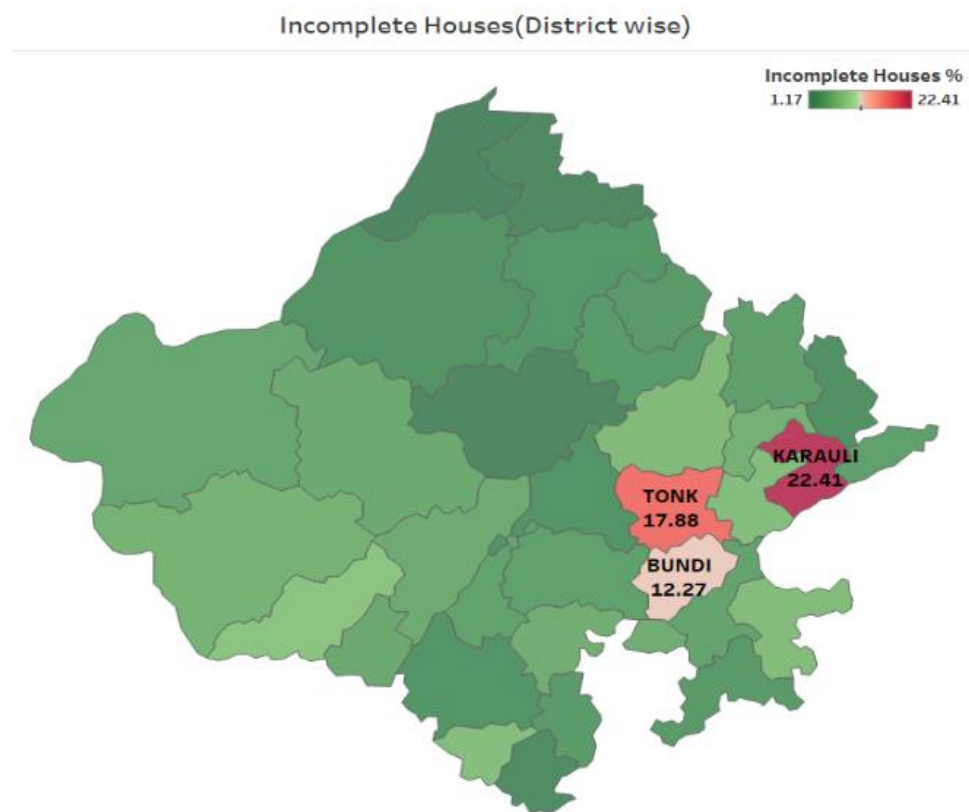 Incomplete Houses(District wise)
Incomplete Houses %
1.17 22.41
KARAULI
22.41
TONK
17.88
BUNDI
12.27